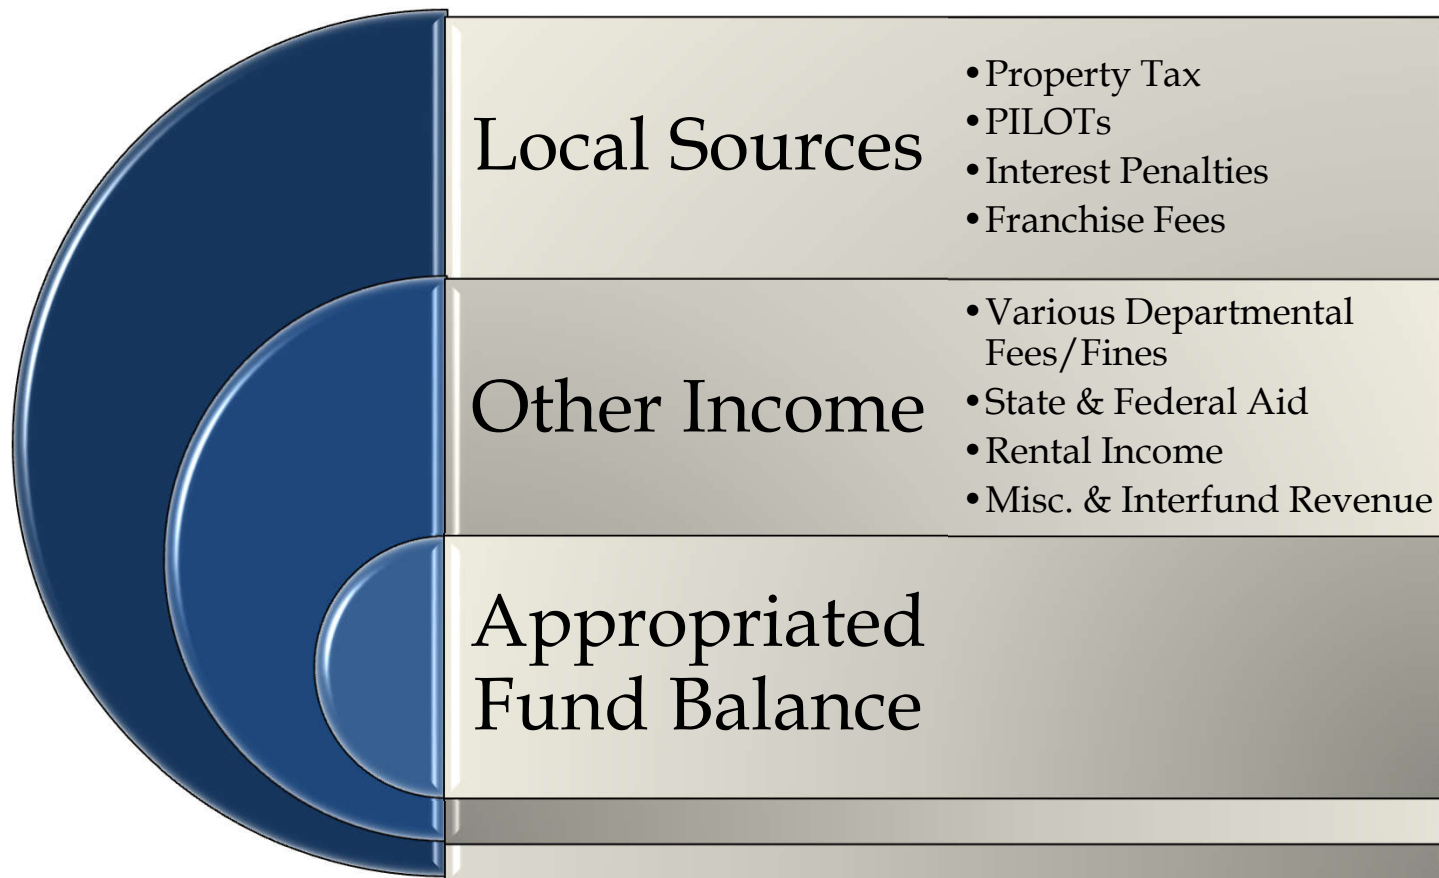 Local Sources
•Property Tax
•PILOTs
•Interest Penalties
•Franchise Fees
Other Income
•Various Departmental
Fees/Fines
•State & Federal Aid
•Rental Income
•Misc. & Interfund Revenue
Appropriated
Fund Balance